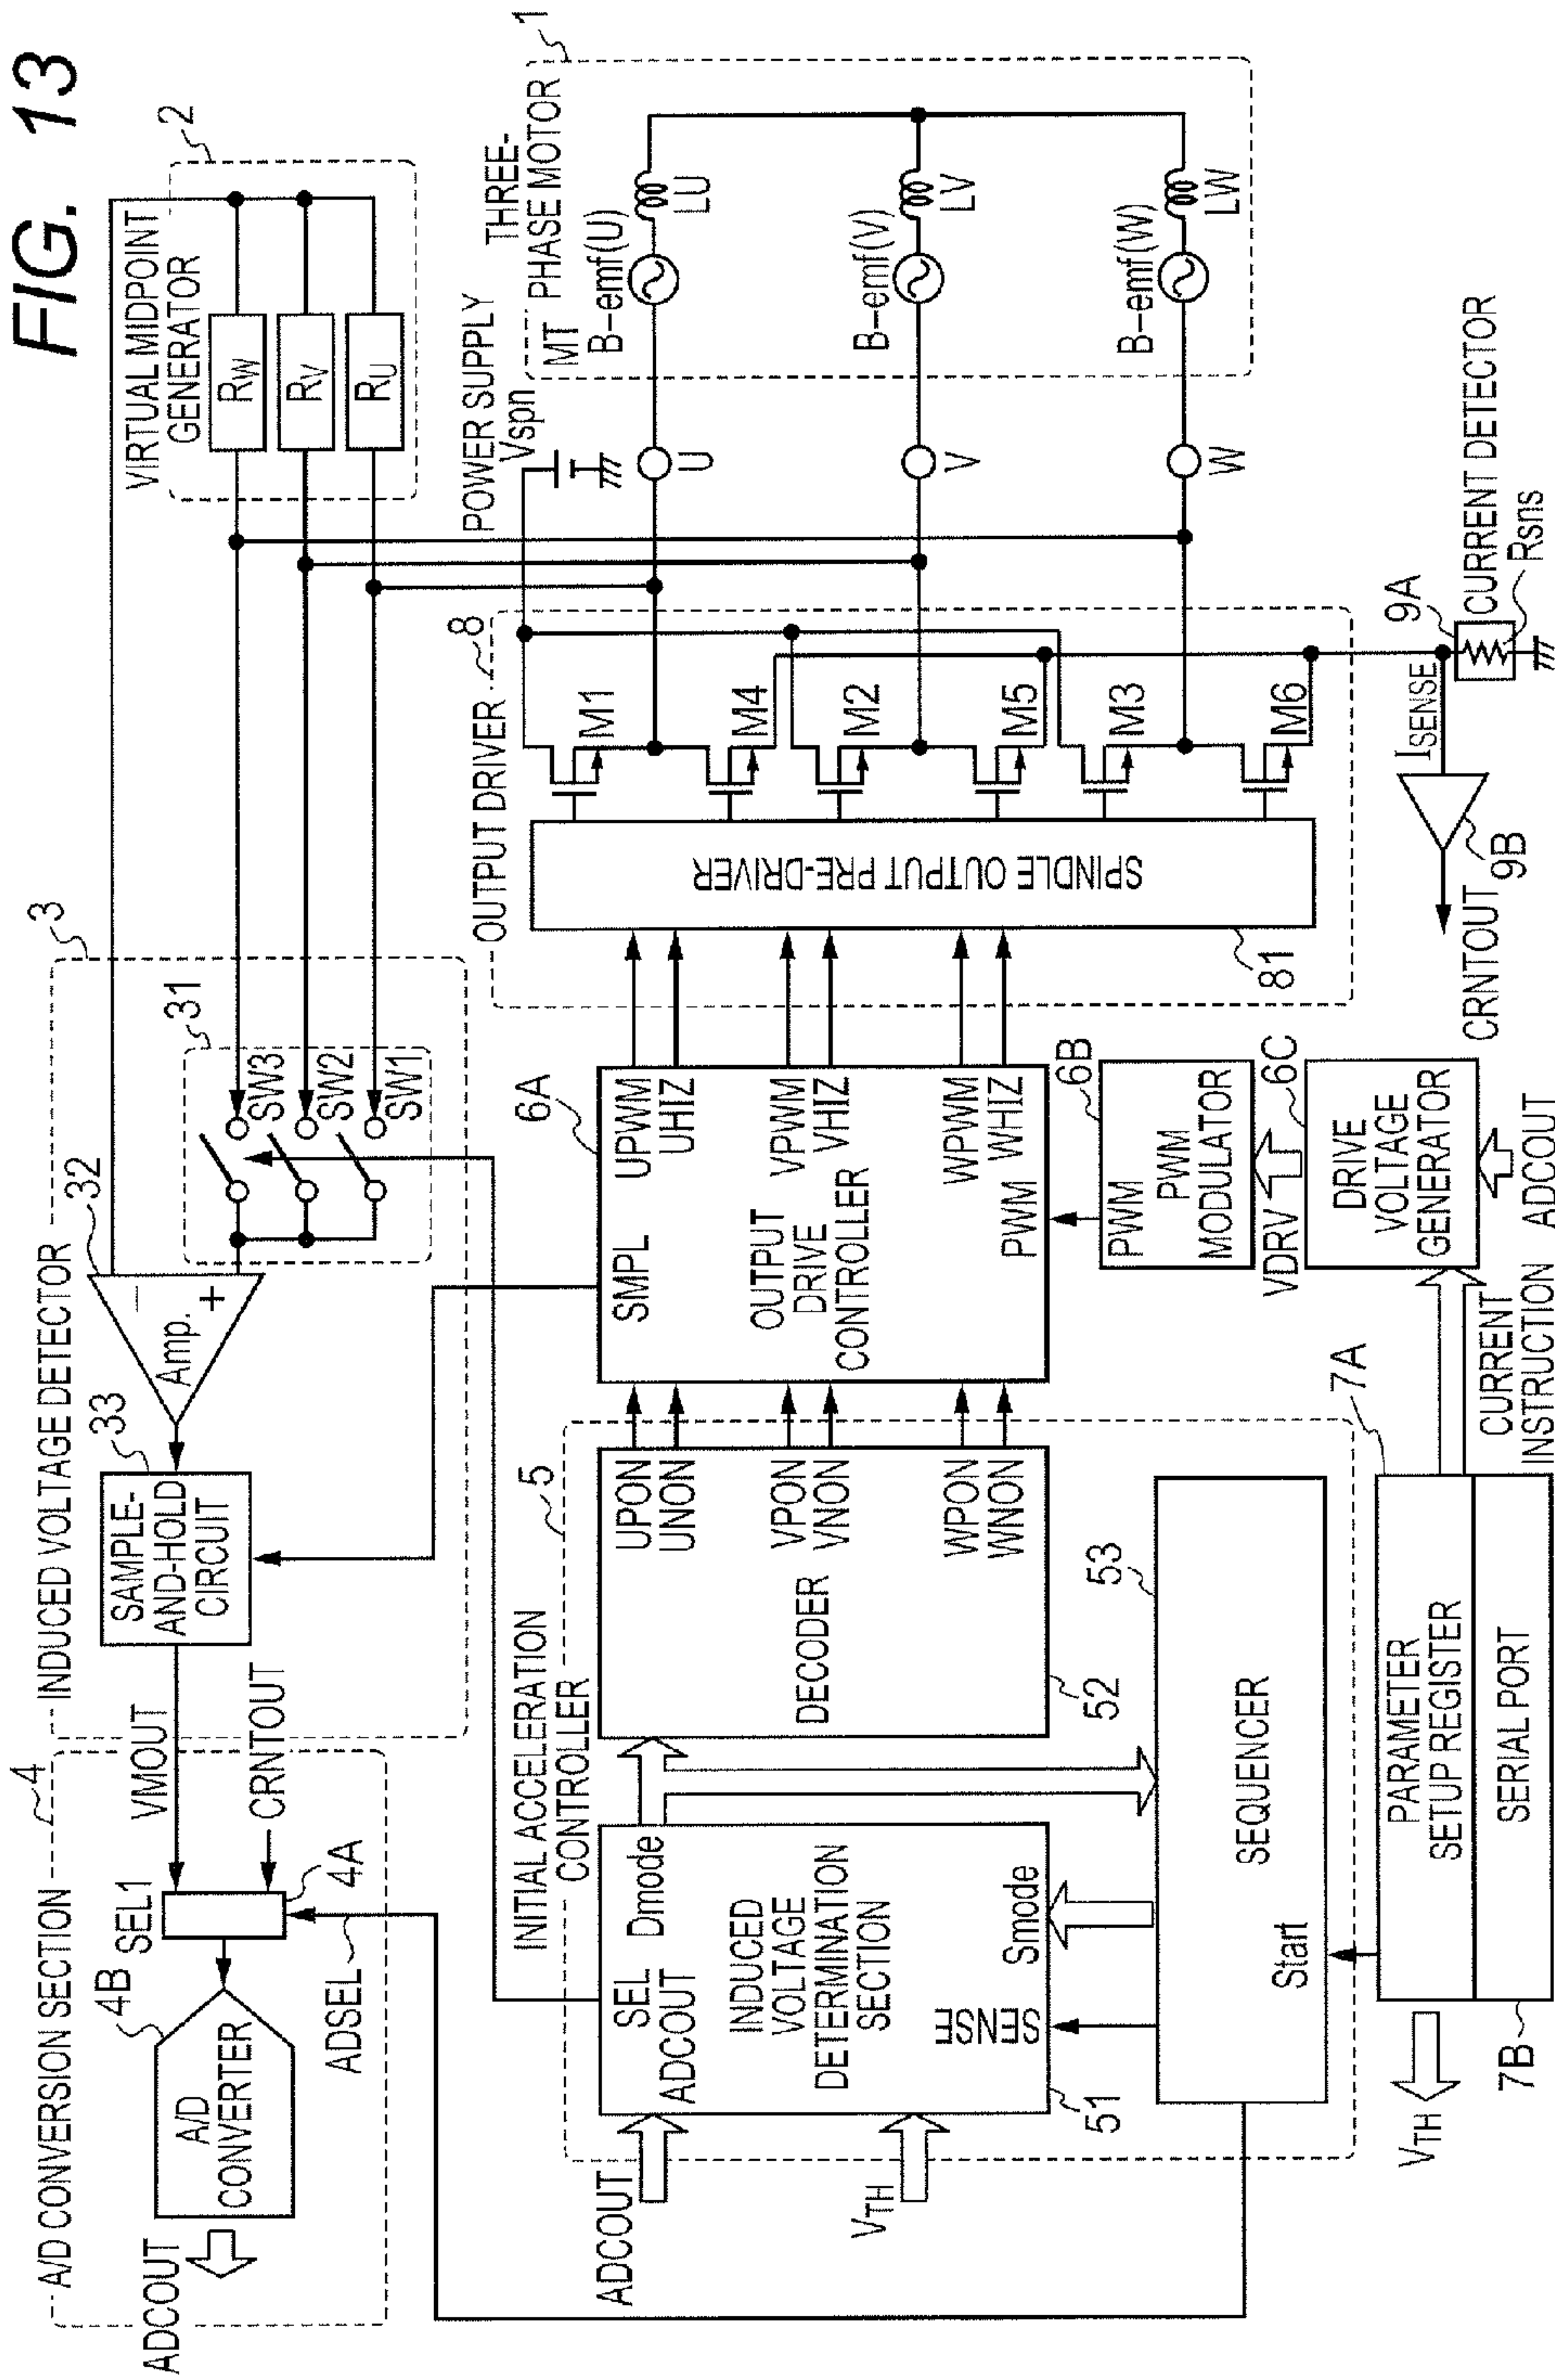 FIG. 13
A/D CONVERSION SECTION
4
ADCOUT
A/D
CONVERTER
4B
SEL1
4A
ADSEL
VMOUT
CRNTOUT
INDUCED VOLTAGE DETECTOR
3
SAMPLE-
AND-HOLD
CIRCUIT
33
Amp.
−
+
32
31
SW3
SW2
SW1
VIRTUAL MIDPOINT
GENERATOR
2
RW
RV
RU
INITIAL ACCELERATION
CONTROLLER
5
ADCOUT
VTH
SEL
Dmode
ADCOUT
INDUCED
VOLTAGE
DETERMINATION
SECTION
SENSE
Smode
51
DECODER
UPON
UNON
VPON
VNON
WPON
WNON
52
SEQUENCER
Start
53
6A
SMPL
UPWM
UHIZ
OUTPUT
DRIVE
CONTROLLER
VPWM
VHIZ
WPWM
WHIZ
PWM
OUTPUT DRIVER
8
SPINDLE OUTPUT PRE-DRIVER
81
M1
M4
M2
M5
M3
M6
POWER SUPPLY
Vspn
U
V
W
THREE-
PHASE MOTOR
MT
1
B-emf(U)
LU
B-emf(V)
LV
B-emf(W)
LW
PWM
PWM
MODULATOR
6B
VDRV
6C
DRIVE
VOLTAGE
GENERATOR
ADCOUT
CURRENT
INSTRUCTION
7A
PARAMETER
SETUP REGISTER
SERIAL PORT
7B
VTH
CRNTOUT
9B
ISENSE
9A
CURRENT DETECTOR
Rsns